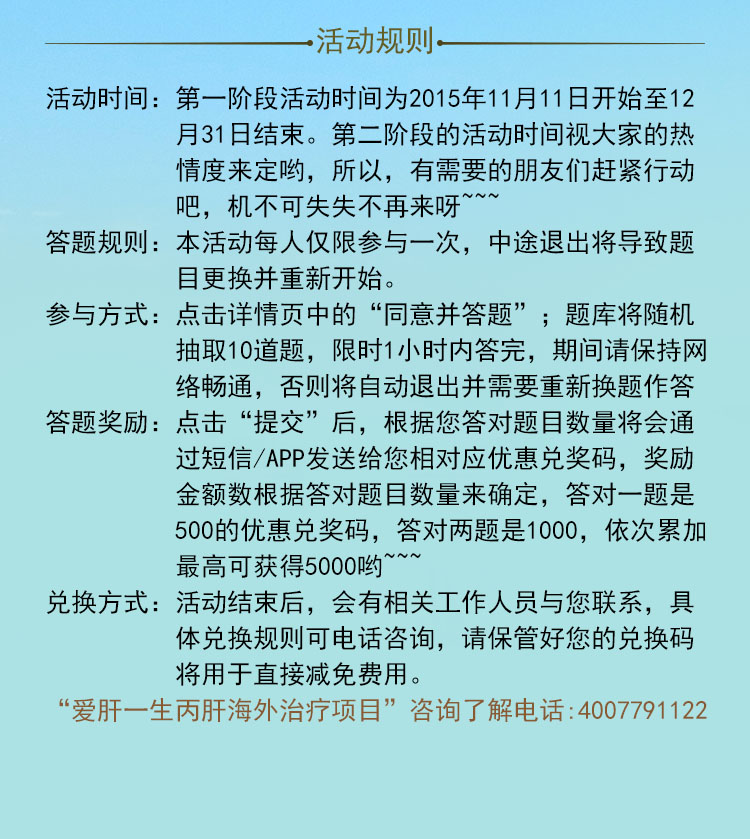 活动规则
活动时间：第一阶段活动时间为2015年11月11日开始至12
月31日结束。第二阶段的活动时间视大家的热
情度来定哟，所以，有需要的朋友们赶紧行动
吧，机不可失失不再来呀~~~
答题规则：本活动每人仅限参与一次，中途退出将导致题
目更换并重新开始。
参与方式：点击详情页中的“同意并答题”；题库将随机
抽取10道题，限时1小时内答完，期间请保持网
络畅通，否则将自动退出并需要重新换题作答
答题奖励：点击“提交”后，根据您答对题目数量将会通
过短信/APP发送给您相对应优惠兑奖码，奖励
金额数根据答对题目数量来确定，答对一题是
500的优惠兑奖码，答对两题是1000，依次累加
最高可获得5000哟~~~
兑换方式：活动结束后，会有相关工作人员与您联系，具
体兑换规则可电话咨询，请保管好您的兑换码
将用于直接减免费用。
“爱肝一生丙肝海外治疗项目”咨询了解电话:4007791122